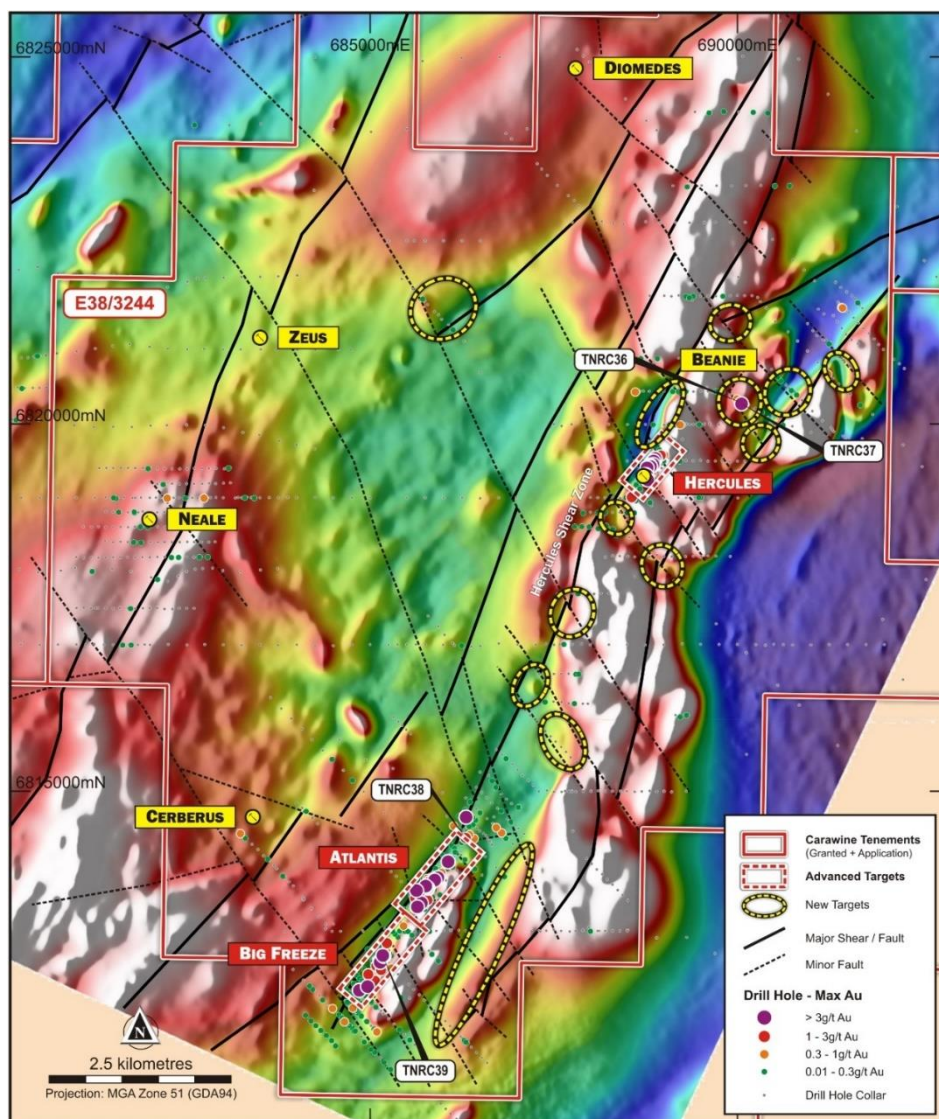 6825000mN
685000mE
690000mE
DIOMEDES
E38/3244
ZEUS
TNRC36
BEANIE
6820000mN
TNRC37
HERCULES
NEALE
Hercules Shear Zone
6815000mN
TNRC38
CERBERUS
ATLANTIS
BIG FREEZE
TNRC39
N
2.5 kilometres
Projection: MGA Zone 51 (GDA94)
Carawine Tenements
(Granted + Application)
Advanced Targets
New Targets
Major Shear / Fault
Minor Fault
Drill Hole - Max Au
> 3g/t Au
1 - 3g/t Au
0.3 - 1g/t Au
0.01 - 0.3g/t Au
Drill Hole Collar